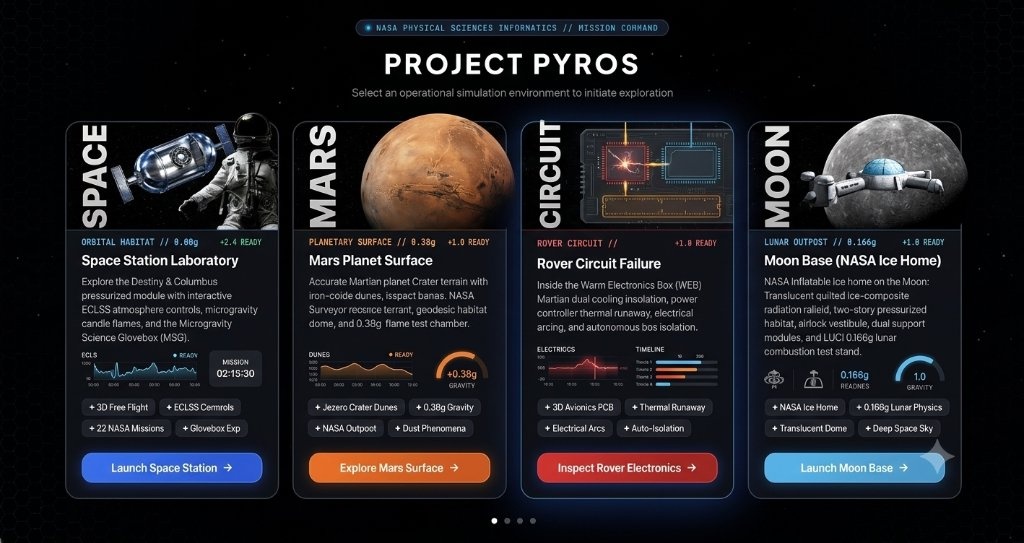 NASA PHYSICAL SCIENCES INFORMATICS // MISSION COMMAND
PROJECT PYROS
Select an operational simulation environment to initiate exploration
SPACE
ORBITAL HABITAT // 0.00g
+2.4 READY
Space Station Laboratory
Explore the Destiny & Columbus
pressurized module with interactive
ECLSS atmosphere controls, microgravity
candle flames, and the Microgravity
Science Glovebox (MSG).
ECLS
READY
MISSION
02:15:30
+ 3D Free Flight
+ ECLSS Cemrols
+ 22 NASA Missions
+ Glovebox Exp
Launch Space Station →
MARS
PLANETARY SURFACE // 0.38g
+1.0 READY
Mars Planet Surface
Accurate Martian planet Crater terrain with
iron-coide dunes, isspact banas. NASA
Surveyor terrant, geodesic habitat
dome, and 0.38g flame test chamber.
DUNES
READY
+0.38g
GRAVITY
+ Jezero Crater Dunes
+ 0.38g Gravity
+ NASA Outpoot
+ Dust Phenomena
Explore Mars Surface →
CIRCUIT
ROVER CIRCUIT //
+1.0 READY
Rover Circuit Failure
Inside the Warm Electronics Box (WEB)
Martian dual cooling insolation, power
controller thermal runaway, electrical
arcing, and autonomous bos isolation.
ELECTRICCS
TIMELINE
+ 3D Avionics PCB
+ Thermal Runaway
+ Electrical Arcs
+ Auto-Isolation
Inspect Rover Electronics →
MOON
LUNAR OUTPOST // 0.166g
+1.0 READY
Moon Base (NASA Ice Home)
NASA Inflatable Ice home on the Moon:
Translucent quilted ice-composite
radiation ralieid, two-story pressurized
habitat, airlock vestibule, dual support
modules, and LUCI 0.166g lunar
combustion test stand.
0.166g
READNES
1.0
GRAVITY
+ NASA Ice Home
+ 0.166g Lunar Physics
+ Translucent Dome
+ Deep Space Sky
Launch Moon Base →